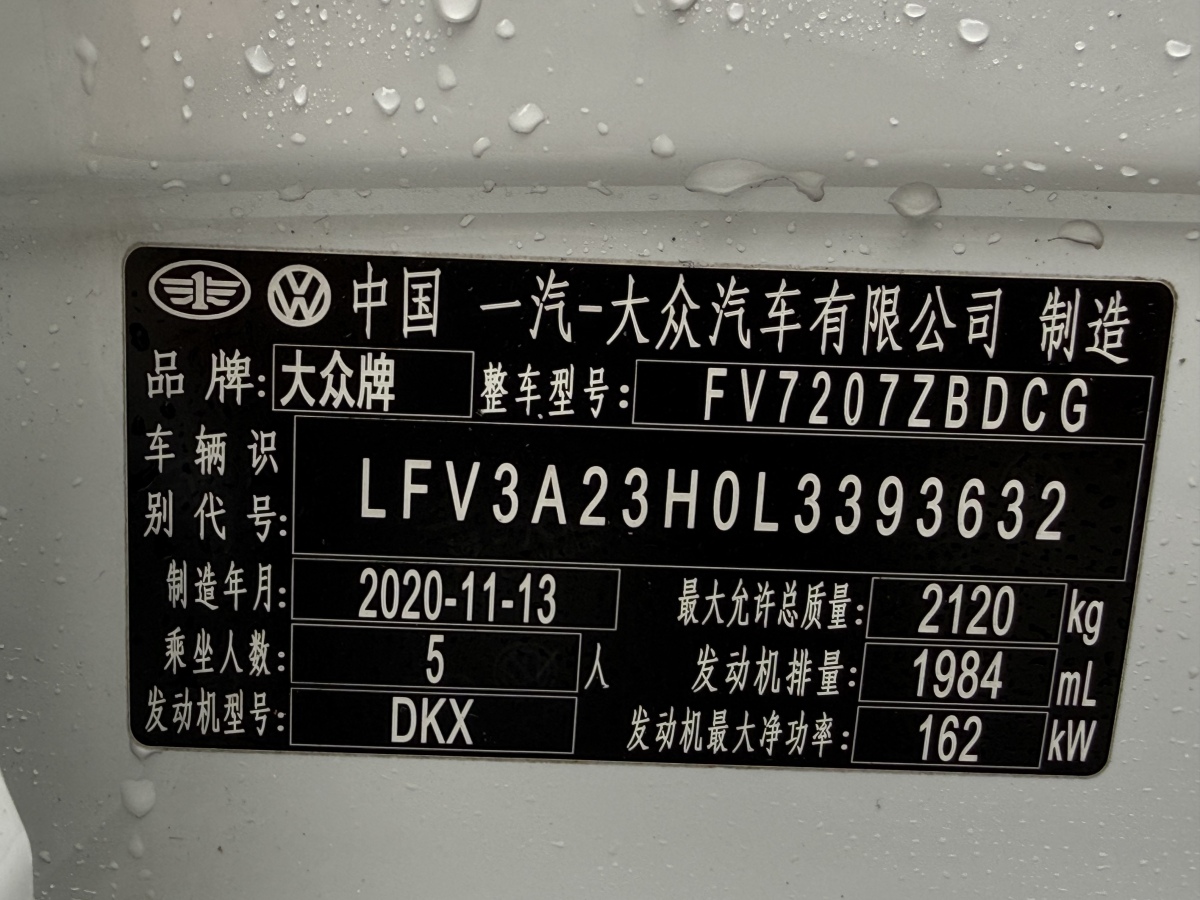 中国 一汽-大众汽车有限公司 制造
品牌: 大众牌 整车型号: FV7207ZBDCG
车辆识别代号: LFV3A23H0L3393632
制造年月: 2020-11-13 最大允许总质量: 2120 kg
乘坐人数: 5 人 发动机排量: 1984 mL
发动机型号: DKX 发动机最大净功率: 162 kW